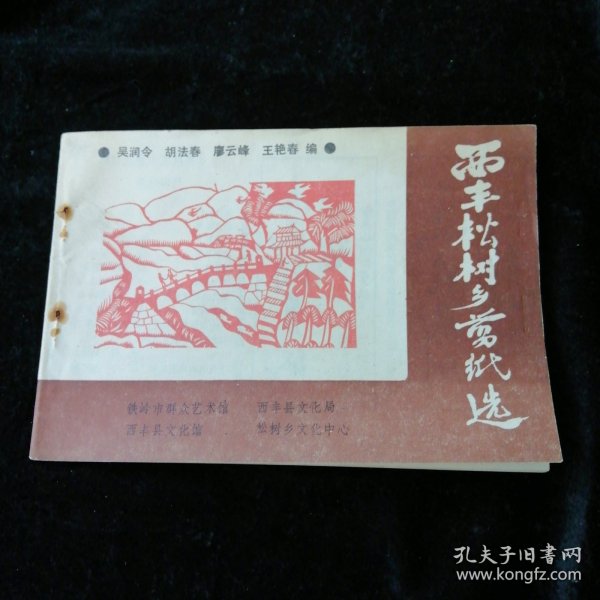 ● 吴润令 胡法春 廖云峰 王艳春 编 ●
西丰松树乡剪纸选
铁岭市群众艺术馆 西丰县文化局
西丰县文化馆 松树乡文化中心
孔夫子旧书网
www.kongfz.com